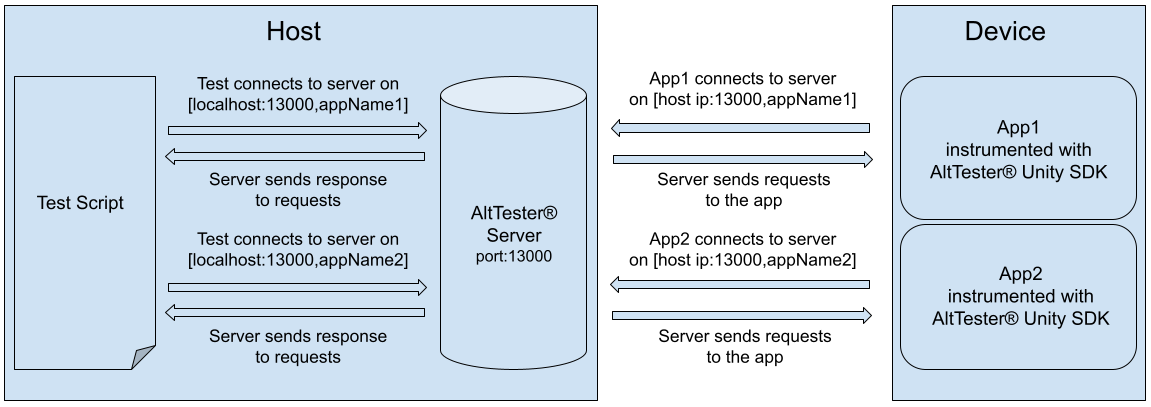 Host
Device
Test Script
Test connects to server on
[localhost:13000,appName1]
Server sends response
to requests
Test connects to server on
[localhost:13000,appName2]
Server sends response
to requests
AltTester®
Server
port:13000
App1 connects to server
on [host ip:13000,appName1]
Server sends requests
to the app
App2 connects to server
on [host ip:13000,appName2]
Server sends requests
to the app
App1
instrumented with
AltTester® Unity SDK
App2
instrumented with
AltTester® Unity SDK